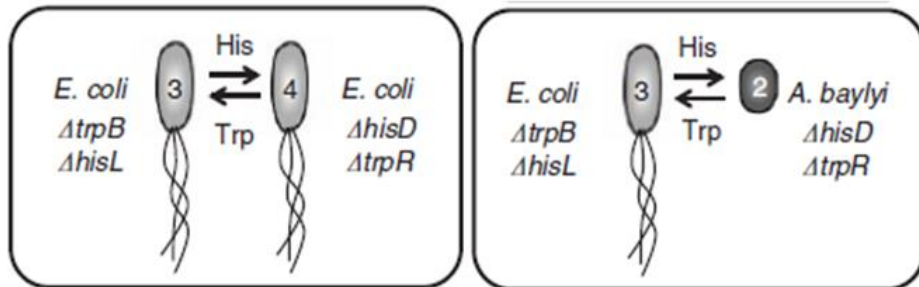 His
E. coli 3 4 E. coli
ΔtrpB Trp ΔhisD
ΔhisL ΔtrpR
His
E. coli 3 2 A. baylyi
ΔtrpB Trp ΔhisD
ΔhisL ΔtrpR